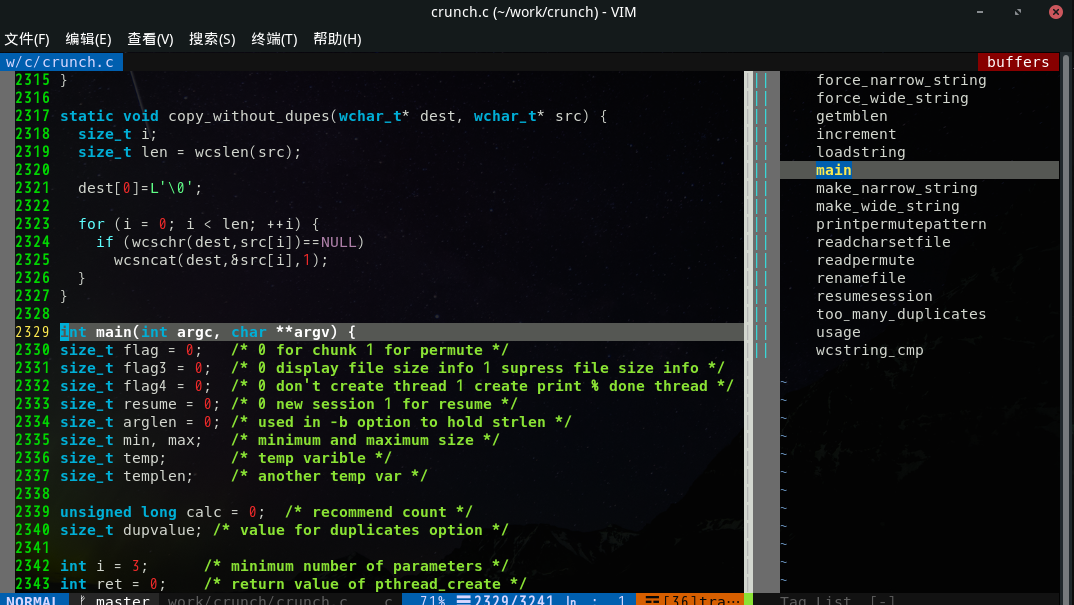 crunch.c (~/work/crunch) - VIM
文件(F) 编辑(E) 查看(V) 搜索(S) 终端(T) 帮助(H)
w/c/crunch.c buffers
2315 }
2316
2317 static void copy_without_dupes(wchar_t* dest, wchar_t* src) {
2318   size_t i;
2319   size_t len = wcslen(src);
2320
2321   dest[0]=L'\0';
2322
2323   for (i = 0; i < len; ++i) {
2324     if (wcschr(dest,src[i])==NULL)
2325       wcsncat(dest,&src[i],1);
2326   }
2327 }
2328
2329 int main(int argc, char **argv) {
2330 size_t flag = 0;   /* 0 for chunk 1 for permute */
2331 size_t flag3 = 0;  /* 0 display file size info 1 supress file size info */
2332 size_t flag4 = 0;  /* 0 don't create thread 1 create print % done thread */
2333 size_t resume = 0; /* 0 new session 1 for resume */
2334 size_t arglen = 0; /* used in -b option to hold strlen */
2335 size_t min, max;   /* minimum and maximum size */
2336 size_t temp;       /* temp varible */
2337 size_t templen;    /* another temp var */
2338
2339 unsigned long calc = 0;  /* recommend count */
2340 size_t dupvalue; /* value for duplicates option */
2341
2342 int i = 3;      /* minimum number of parameters */
2343 int ret = 0;    /* return value of pthread_create */
force_narrow_string
force_wide_string
getmblen
increment
loadstring
main
make_narrow_string
make_wide_string
printpermutepattern
readcharsetfile
readpermute
renamefile
resumesession
too_many_duplicates
usage
wcstring_cmp
~
~
~
~
~
~
~
~
~
~
~
~
NORMAL master work/crunch/crunch.c c 71% 2329/3241 ln : 1 [36]tra… Tag List [-]